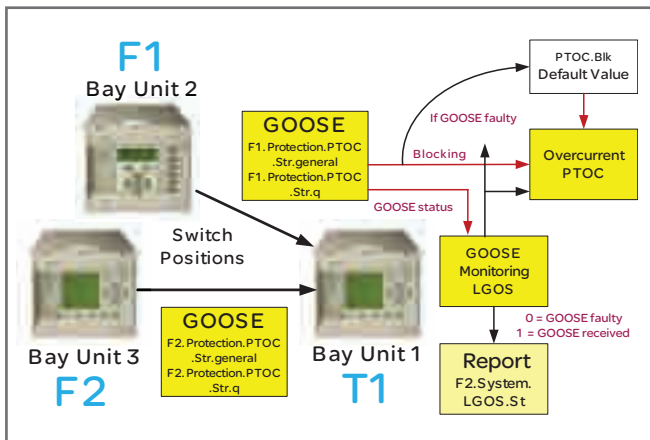 F1
Bay Unit 2
GOOSE
F1.Protection.PTOC
.Str.general
F1.Protection.PTOC
.Str.q
If GOOSE faulty
Blocking
GOOSE status
PTOC.Blk
Default Value
Overcurrent
PTOC
Switch
Positions
GOOSE
Monitoring
LGOS
0 = GOOSE faulty
1 = GOOSE received
Bay Unit 3
F2
GOOSE
F2.Protection.PTOC
.Str.general
F2.Protection.PTOC
.Str.q
Bay Unit 1
T1
Report
F2.System.
LGOS.St